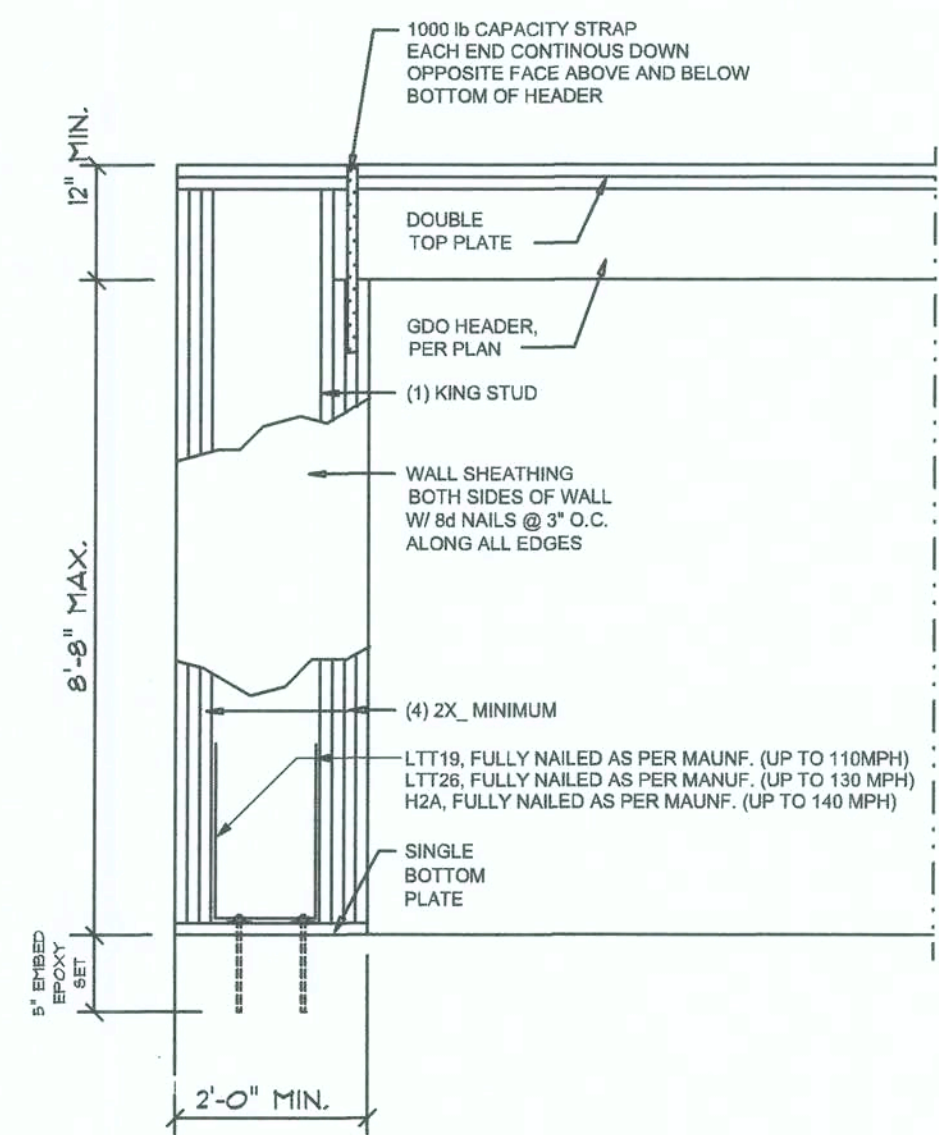 1000 lb CAPACITY STRAP
EACH END CONTINOUS DOWN
OPPOSITE FACE ABOVE AND BELOW
BOTTOM OF HEADER
12" MIN.
DOUBLE
TOP PLATE
GDO HEADER,
PER PLAN
(1) KING STUD
WALL SHEATHING
BOTH SIDES OF WALL
W/ 8d NAILS @ 3" O.C.
ALONG ALL EDGES
8'-8" MAX.
(4) 2X_ MINIMUM
LTT19, FULLY NAILED AS PER MAUNF. (UP TO 110MPH)
LTT26, FULLY NAILED AS PER MANUF. (UP TO 130 MPH)
H2A, FULLY NAILED AS PER MAUNF. (UP TO 140 MPH)
SINGLE
BOTTOM
PLATE
5" EMBED
EPOXY
SET
2'-0" MIN.